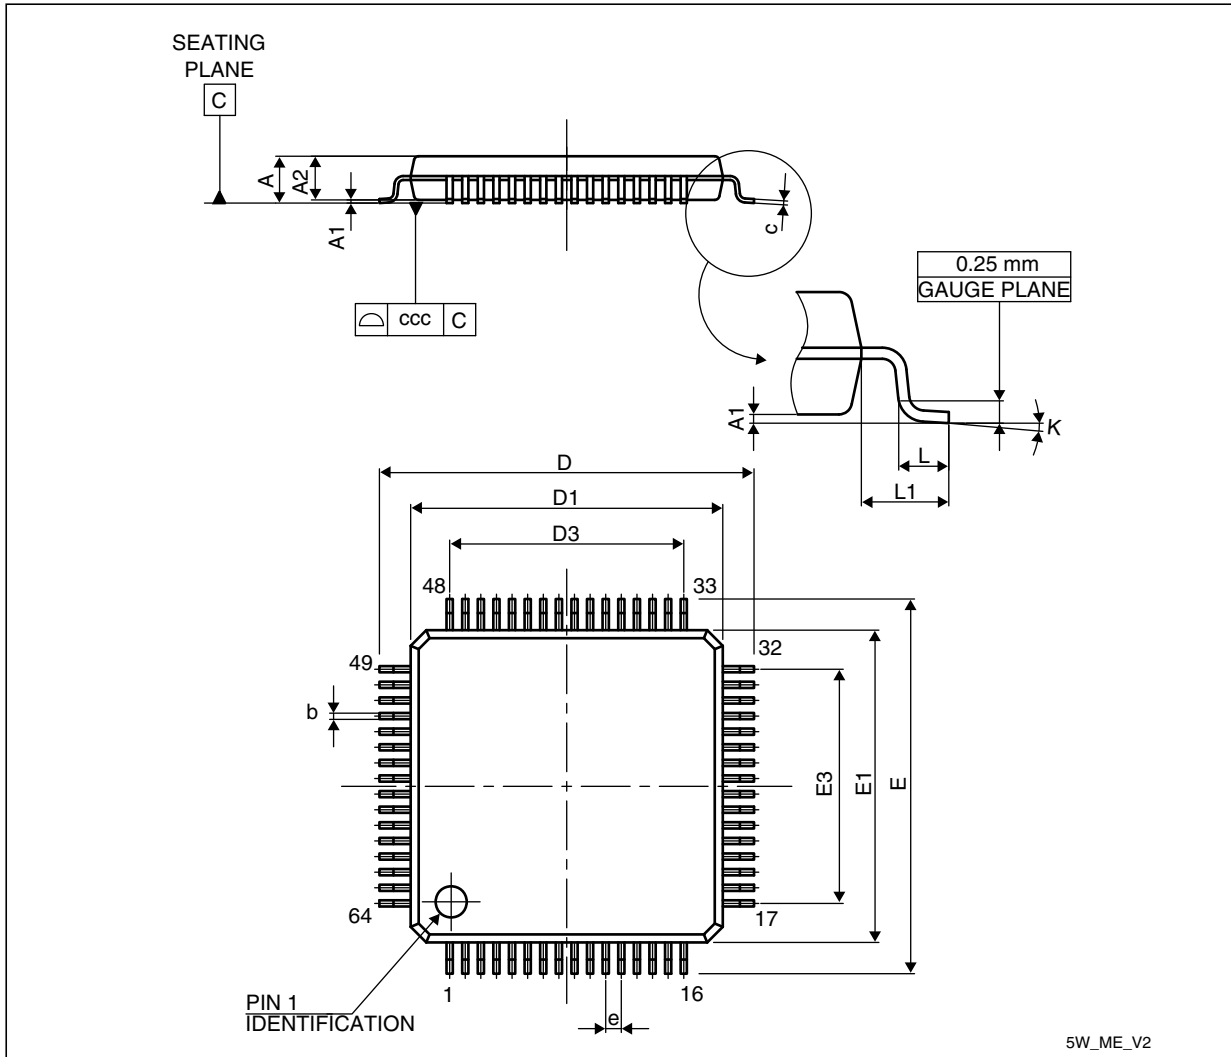 SEATING
PLANE
C
A
A2
A1
c
ccc C
0.25 mm
GAUGE PLANE
A1
K
L
L1
D
D1
D3
48
33
49
32
b
E3
E1
E
64
17
PIN 1
IDENTIFICATION
1
16
e
5W_ME_V2